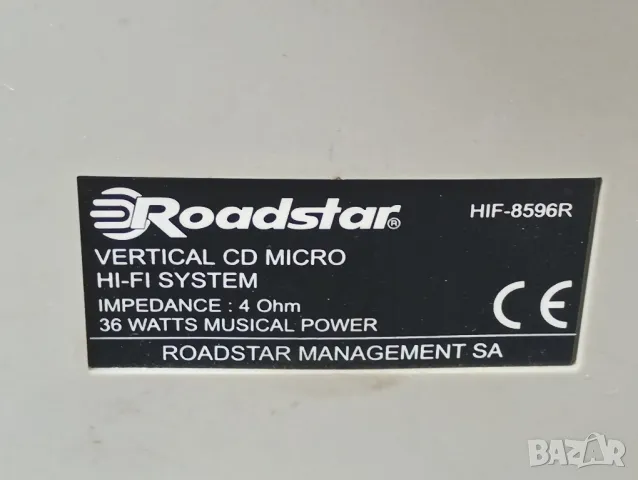 Roadstar® HIF-8596R
VERTICAL CD MICRO
HI-FI SYSTEM
IMPEDANCE : 4 Ohm
36 WATTS MUSICAL POWER
CE
ROADSTAR MANAGEMENT SA
BAZAR